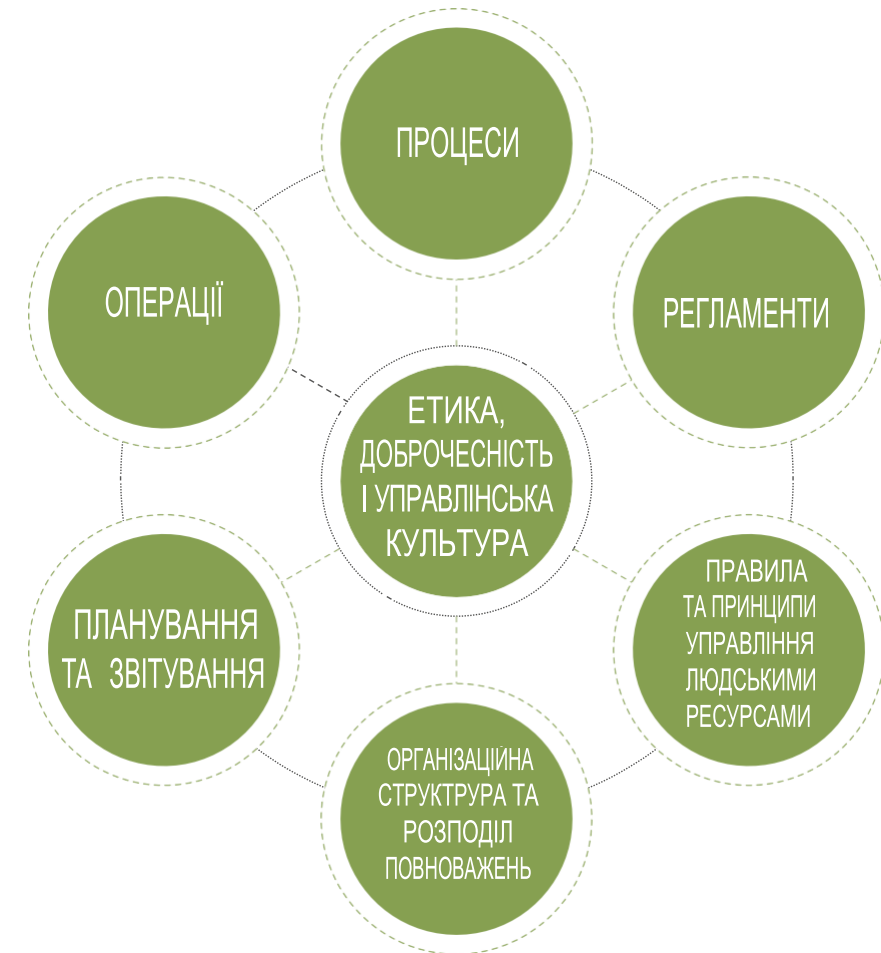 ПРОЦЕСИ
ОПЕРАЦІЇ
РЕГЛАМЕНТИ
ЕТИКА,
ДОБРОЧЕСНІСТЬ
І УПРАВЛІНСЬКА
КУЛЬТУРА
ПЛАНУВАННЯ
ТА ЗВІТУВАННЯ
ПРАВИЛА
ТА ПРИНЦИПИ
УПРАВЛІННЯ
ЛЮДСЬКИМИ
РЕСУРСАМИ
ОРГАНІЗАЦІЙНА
СТРУКТРУРА ТА
РОЗПОДІЛ
ПОВНОВАЖЕНЬ